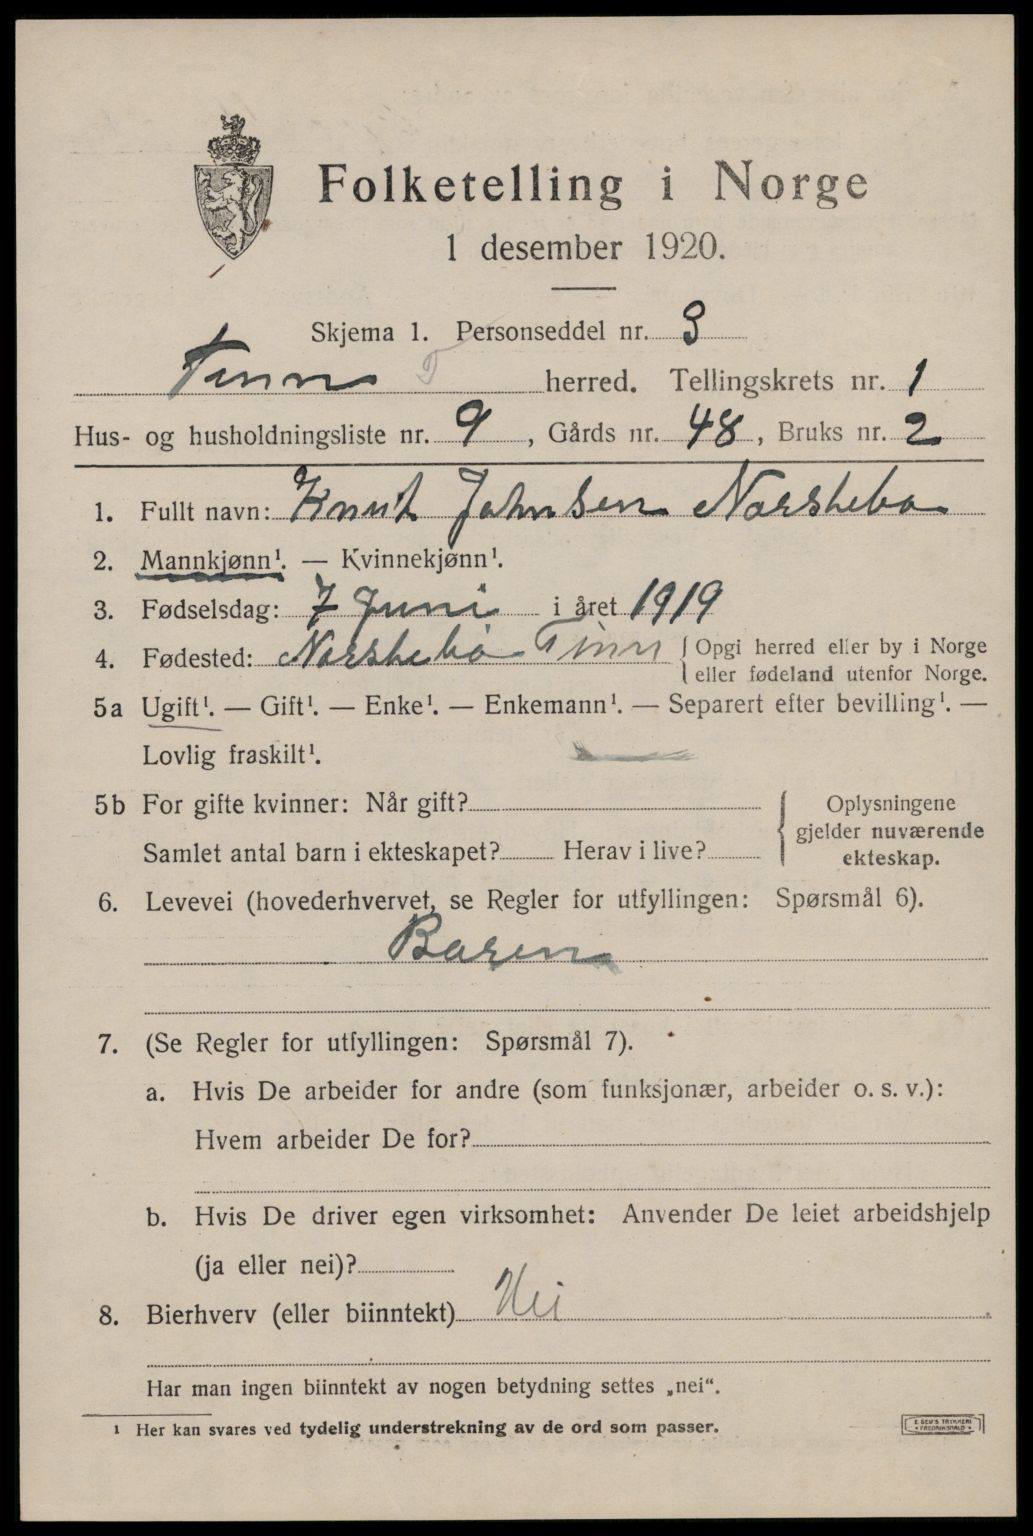 Folketelling i Norge
1 desember 1920.
Skjema 1. Personseddel nr. 3
Tinn T herred. Tellingskrets nr. 1
Hus- og husholdningsliste nr. 9, Gårds nr. 48, Bruks nr. 2
1. Fullt navn: Knut Johnsen Norshebø
2. Mannkjønn¹. — Kvinnekjønn¹.
3. Fødselsdag: 7 Juni i året 1919
4. Fødested: Norshebø Tinn { Opgi herred eller by i Norge
eller fødeland utenfor Norge.
5a Ugift¹. — Gift¹. — Enke¹. — Enkemann¹. — Separert efter bevilling¹. —
Lovlig fraskilt¹.
5b For gifte kvinner: Når gift?
Samlet antal barn i ekteskapet? Herav i live?
Oplysningene
gjelder nuværende
ekteskap.
6. Levevei (hovederhvervet, se Regler for utfyllingen: Spørsmål 6).
Baren
7. (Se Regler for utfyllingen: Spørsmål 7).
a. Hvis De arbeider for andre (som funksjonær, arbeider o. s. v.):
Hvem arbeider De for?
b. Hvis De driver egen virksomhet: Anvender De leiet arbeidshjelp
(ja eller nei)?
8. Bierhverv (eller biinntekt) Nei
Har man ingen biinntekt av nogen betydning settes „nei“.
¹ Her kan svares ved tydelig understrekning av de ord som passer.